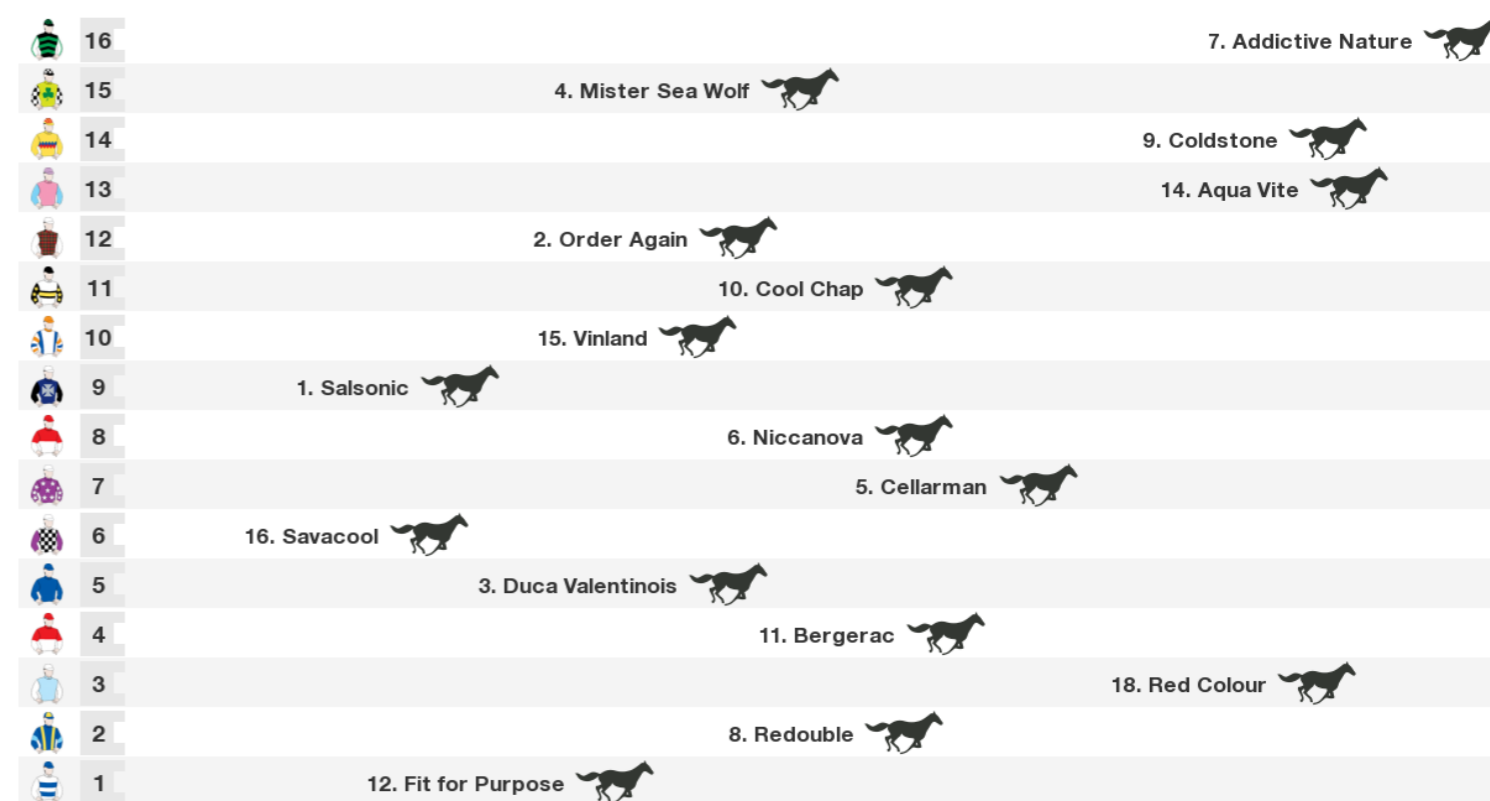 16 7. Addictive Nature
15 4. Mister Sea Wolf
14 9. Coldstone
13 14. Aqua Vite
12 2. Order Again
11 10. Cool Chap
10 15. Vinland
9 1. Salsonic
8 6. Niccanova
7 5. Cellarman
6 16. Savacool
5 3. Duca Valentinois
4 11. Bergerac
3 18. Red Colour
2 8. Redouble
1 12. Fit for Purpose